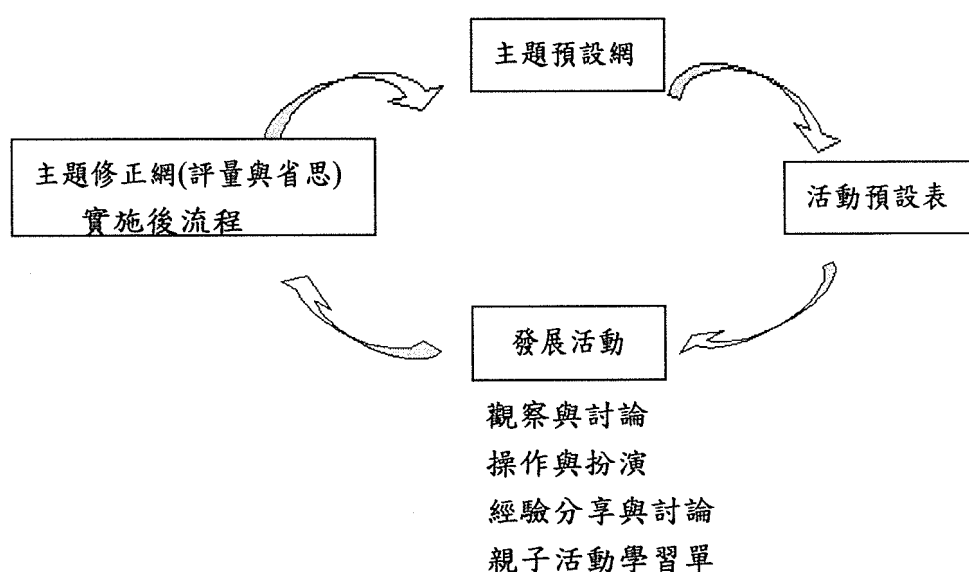 主題預設網
主題修正網(評量與省思)
實施後流程
活動預設表
發展活動
觀察與討論
操作與扮演
經驗分享與討論
親子活動學習單